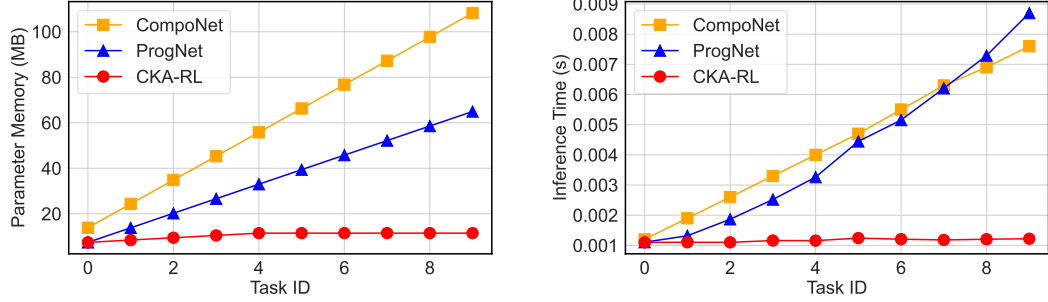 Parameter Memory (MB)
100
80
60
40
20
CompoNet
ProgNet
CKA-RL
0
2
4
6
8
Task ID
Inference Time (s)
0.009
0.008
0.007
0.006
0.005
0.004
0.003
0.002
0.001
CompoNet
ProgNet
CKA-RL
0
2
4
6
8
Task ID